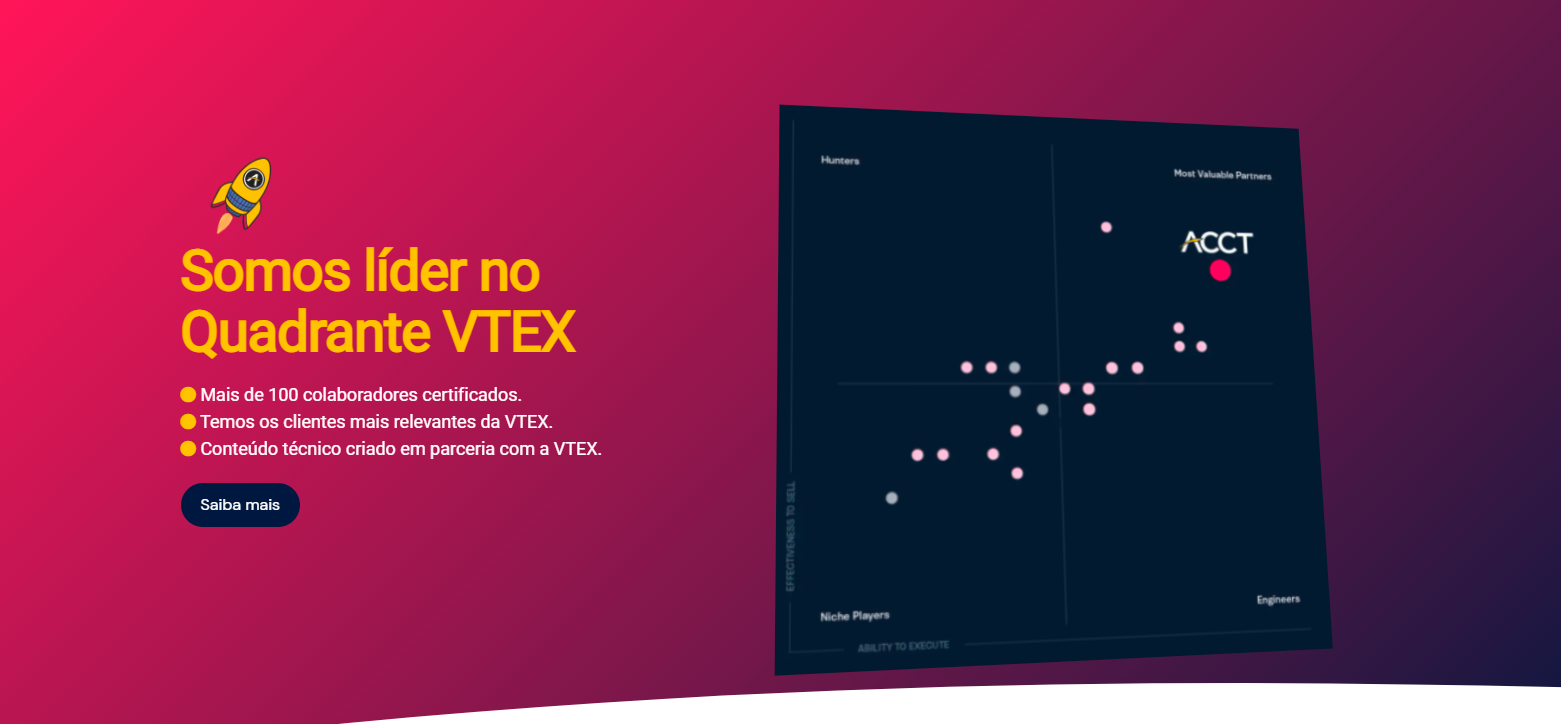 Somos líder no
Quadrante VTEX
Mais de 100 colaboradores certificados.
Temos os clientes mais relevantes da VTEX.
Conteúdo técnico criado em parceria com a VTEX.
Saiba mais
Hunters
Most Valuable Partners
ACCT
EFFECTIVENESS TO SELL
Niche Players
Engineers
ABILITY TO EXECUTE